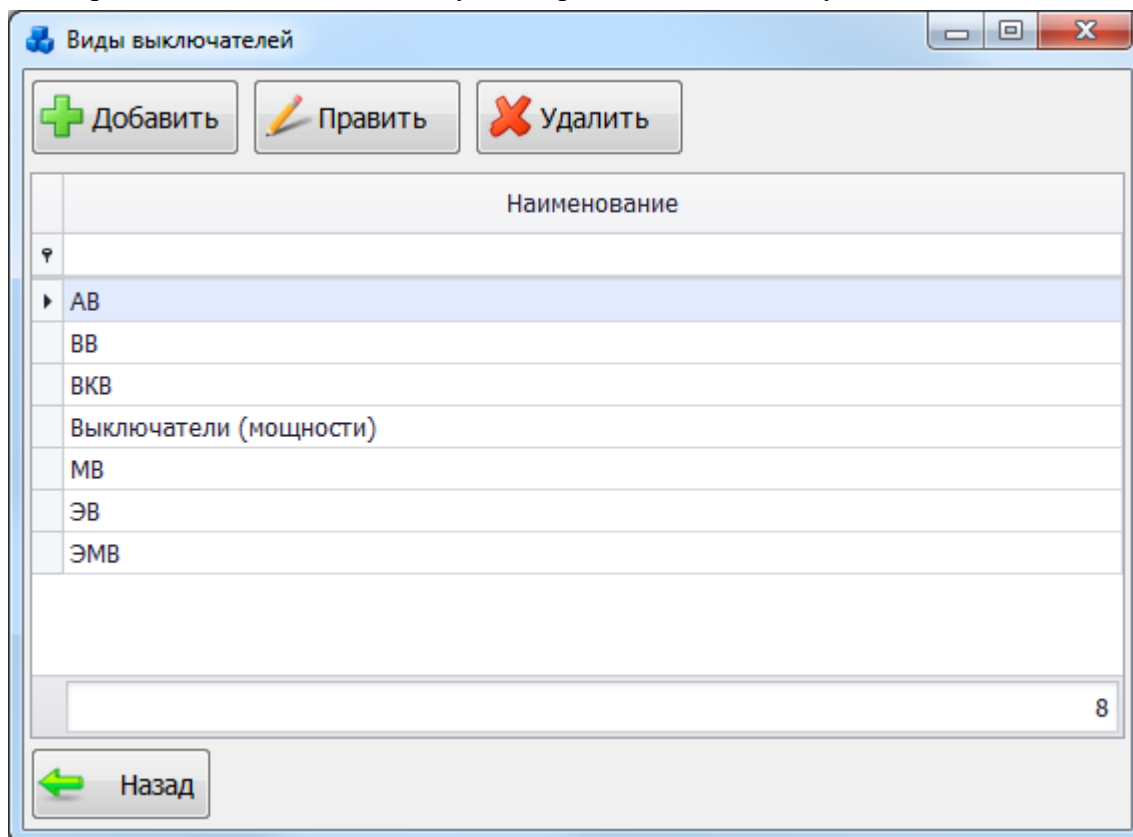 Виды выключателей
Добавить Править Удалить
Наименование
АВ
ВВ
ВКВ
Выключатели (мощности)
МВ
ЭВ
ЭМВ
8
Назад